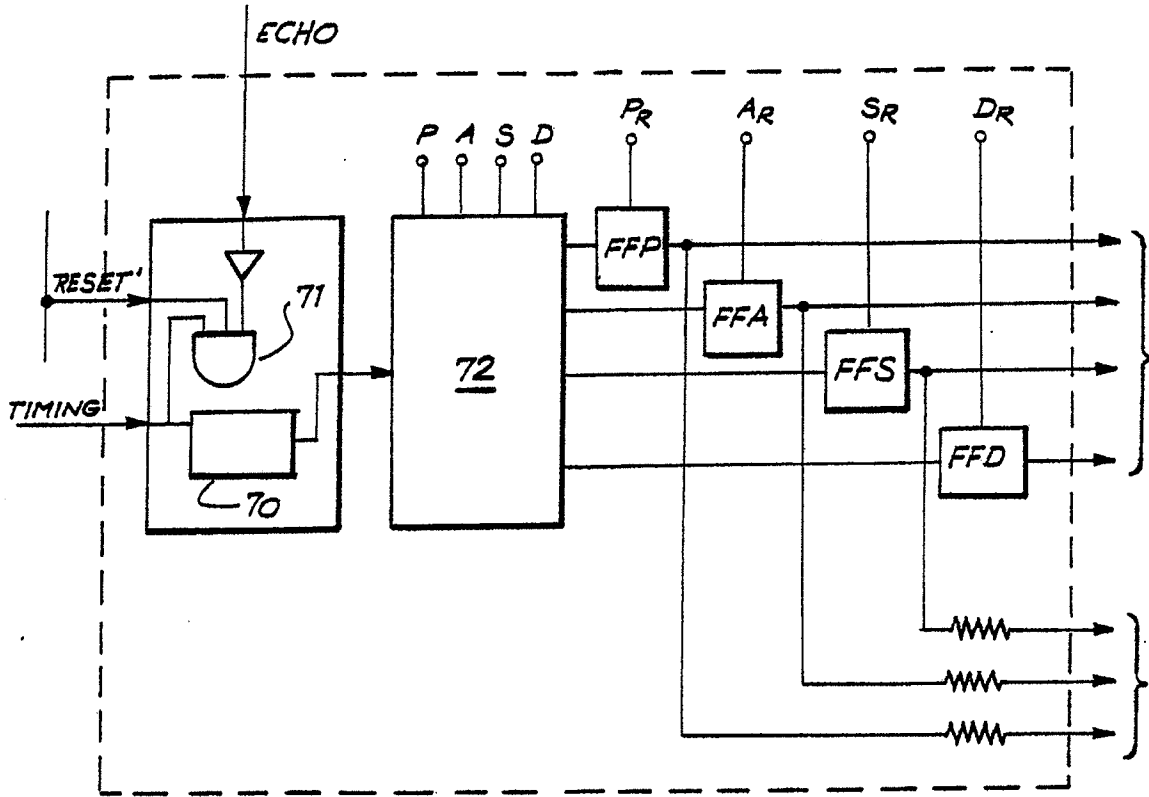 ECHO
P A S D
PR AR SR DR
RESET'
71
TIMING
70
72
FFP
FFA
FFS
FFD